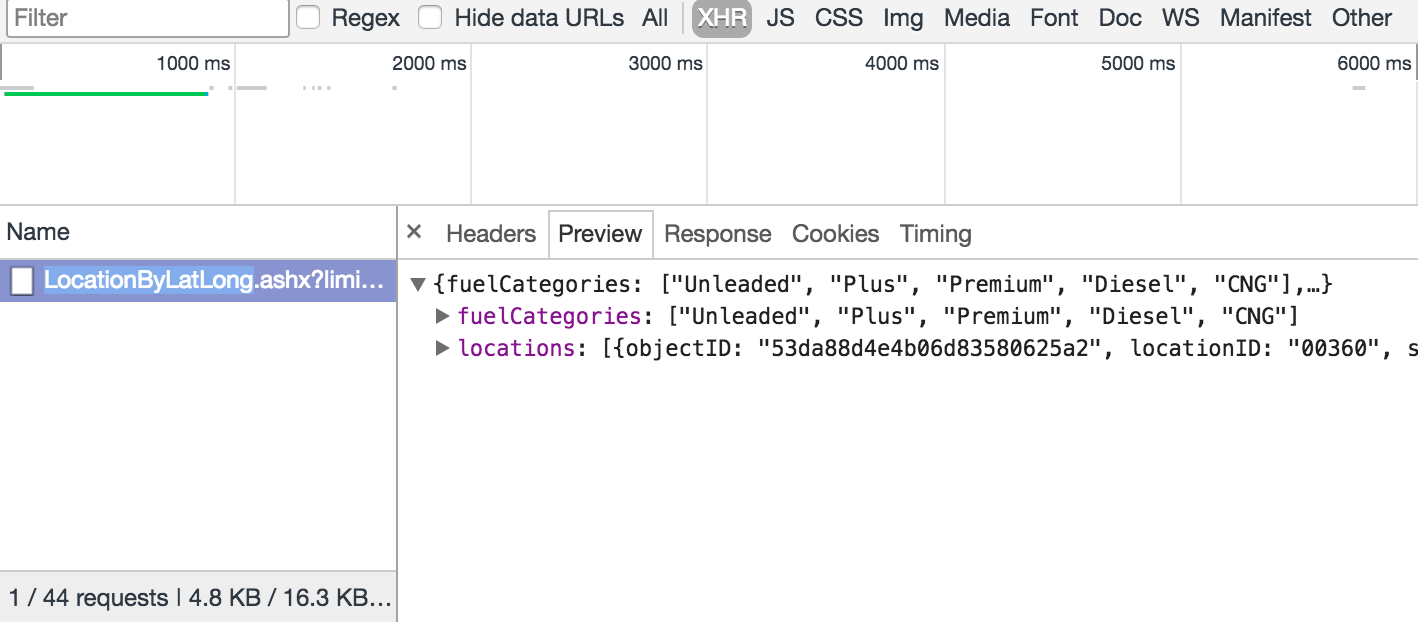 Filter Regex Hide data URLs All XHR JS CSS Img Media Font Doc WS Manifest Other
1000 ms 2000 ms 3000 ms 4000 ms 5000 ms 6000 ms
Name
× Headers Preview Response Cookies Timing
LocationByLatLong.ashx?limi...
▼{fuelCategories: ["Unleaded", "Plus", "Premium", "Diesel", "CNG"],…}
▶fuelCategories: ["Unleaded", "Plus", "Premium", "Diesel", "CNG"]
▶locations: [{objectID: "53da88d4e4b06d83580625a2", locationID: "00360", s
1 / 44 requests | 4.8 KB / 16.3 KB...